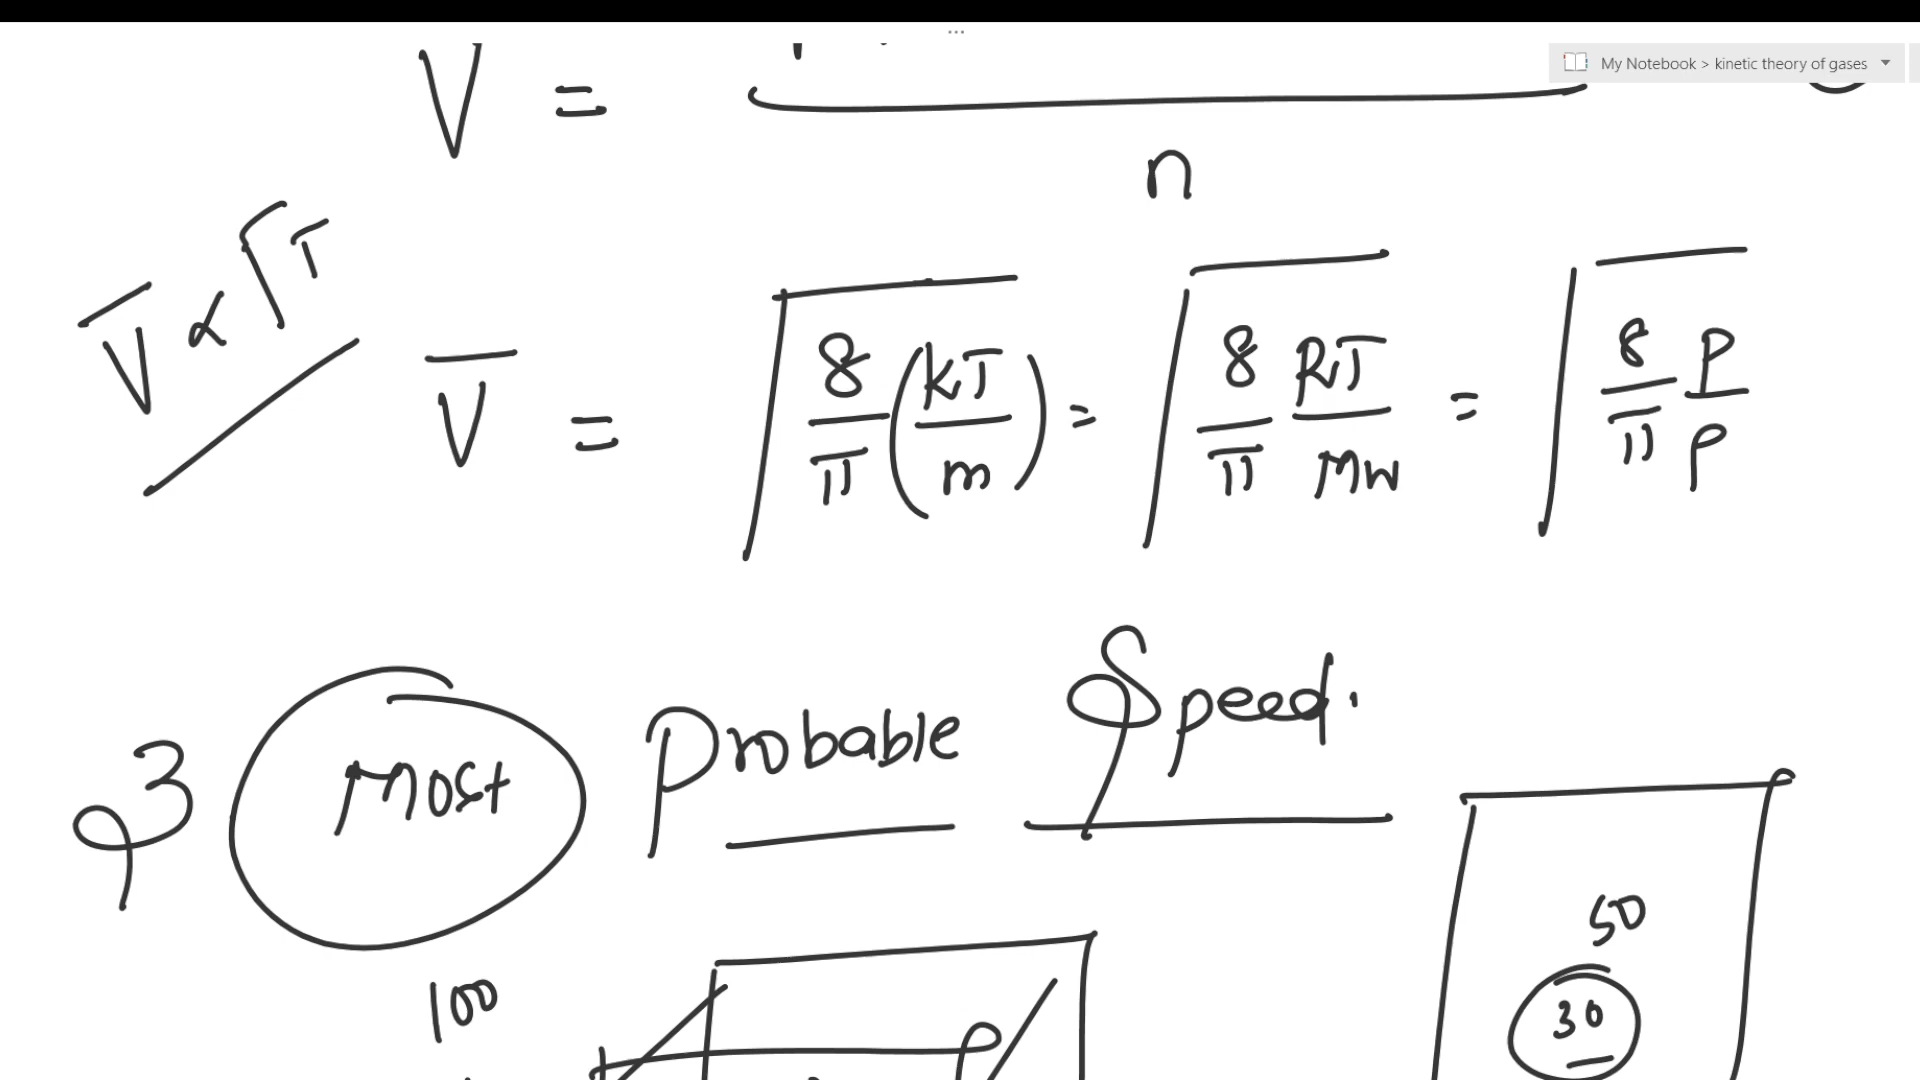 ...
My Notebook > kinetic theory of gases
V =
n
V̅ ∝ √T
V̅ = √(8/π (KT/m)) = √(8/π RT/Mw) = √(8/π P/ρ)
3 Most Probable Speed.
50
100
30